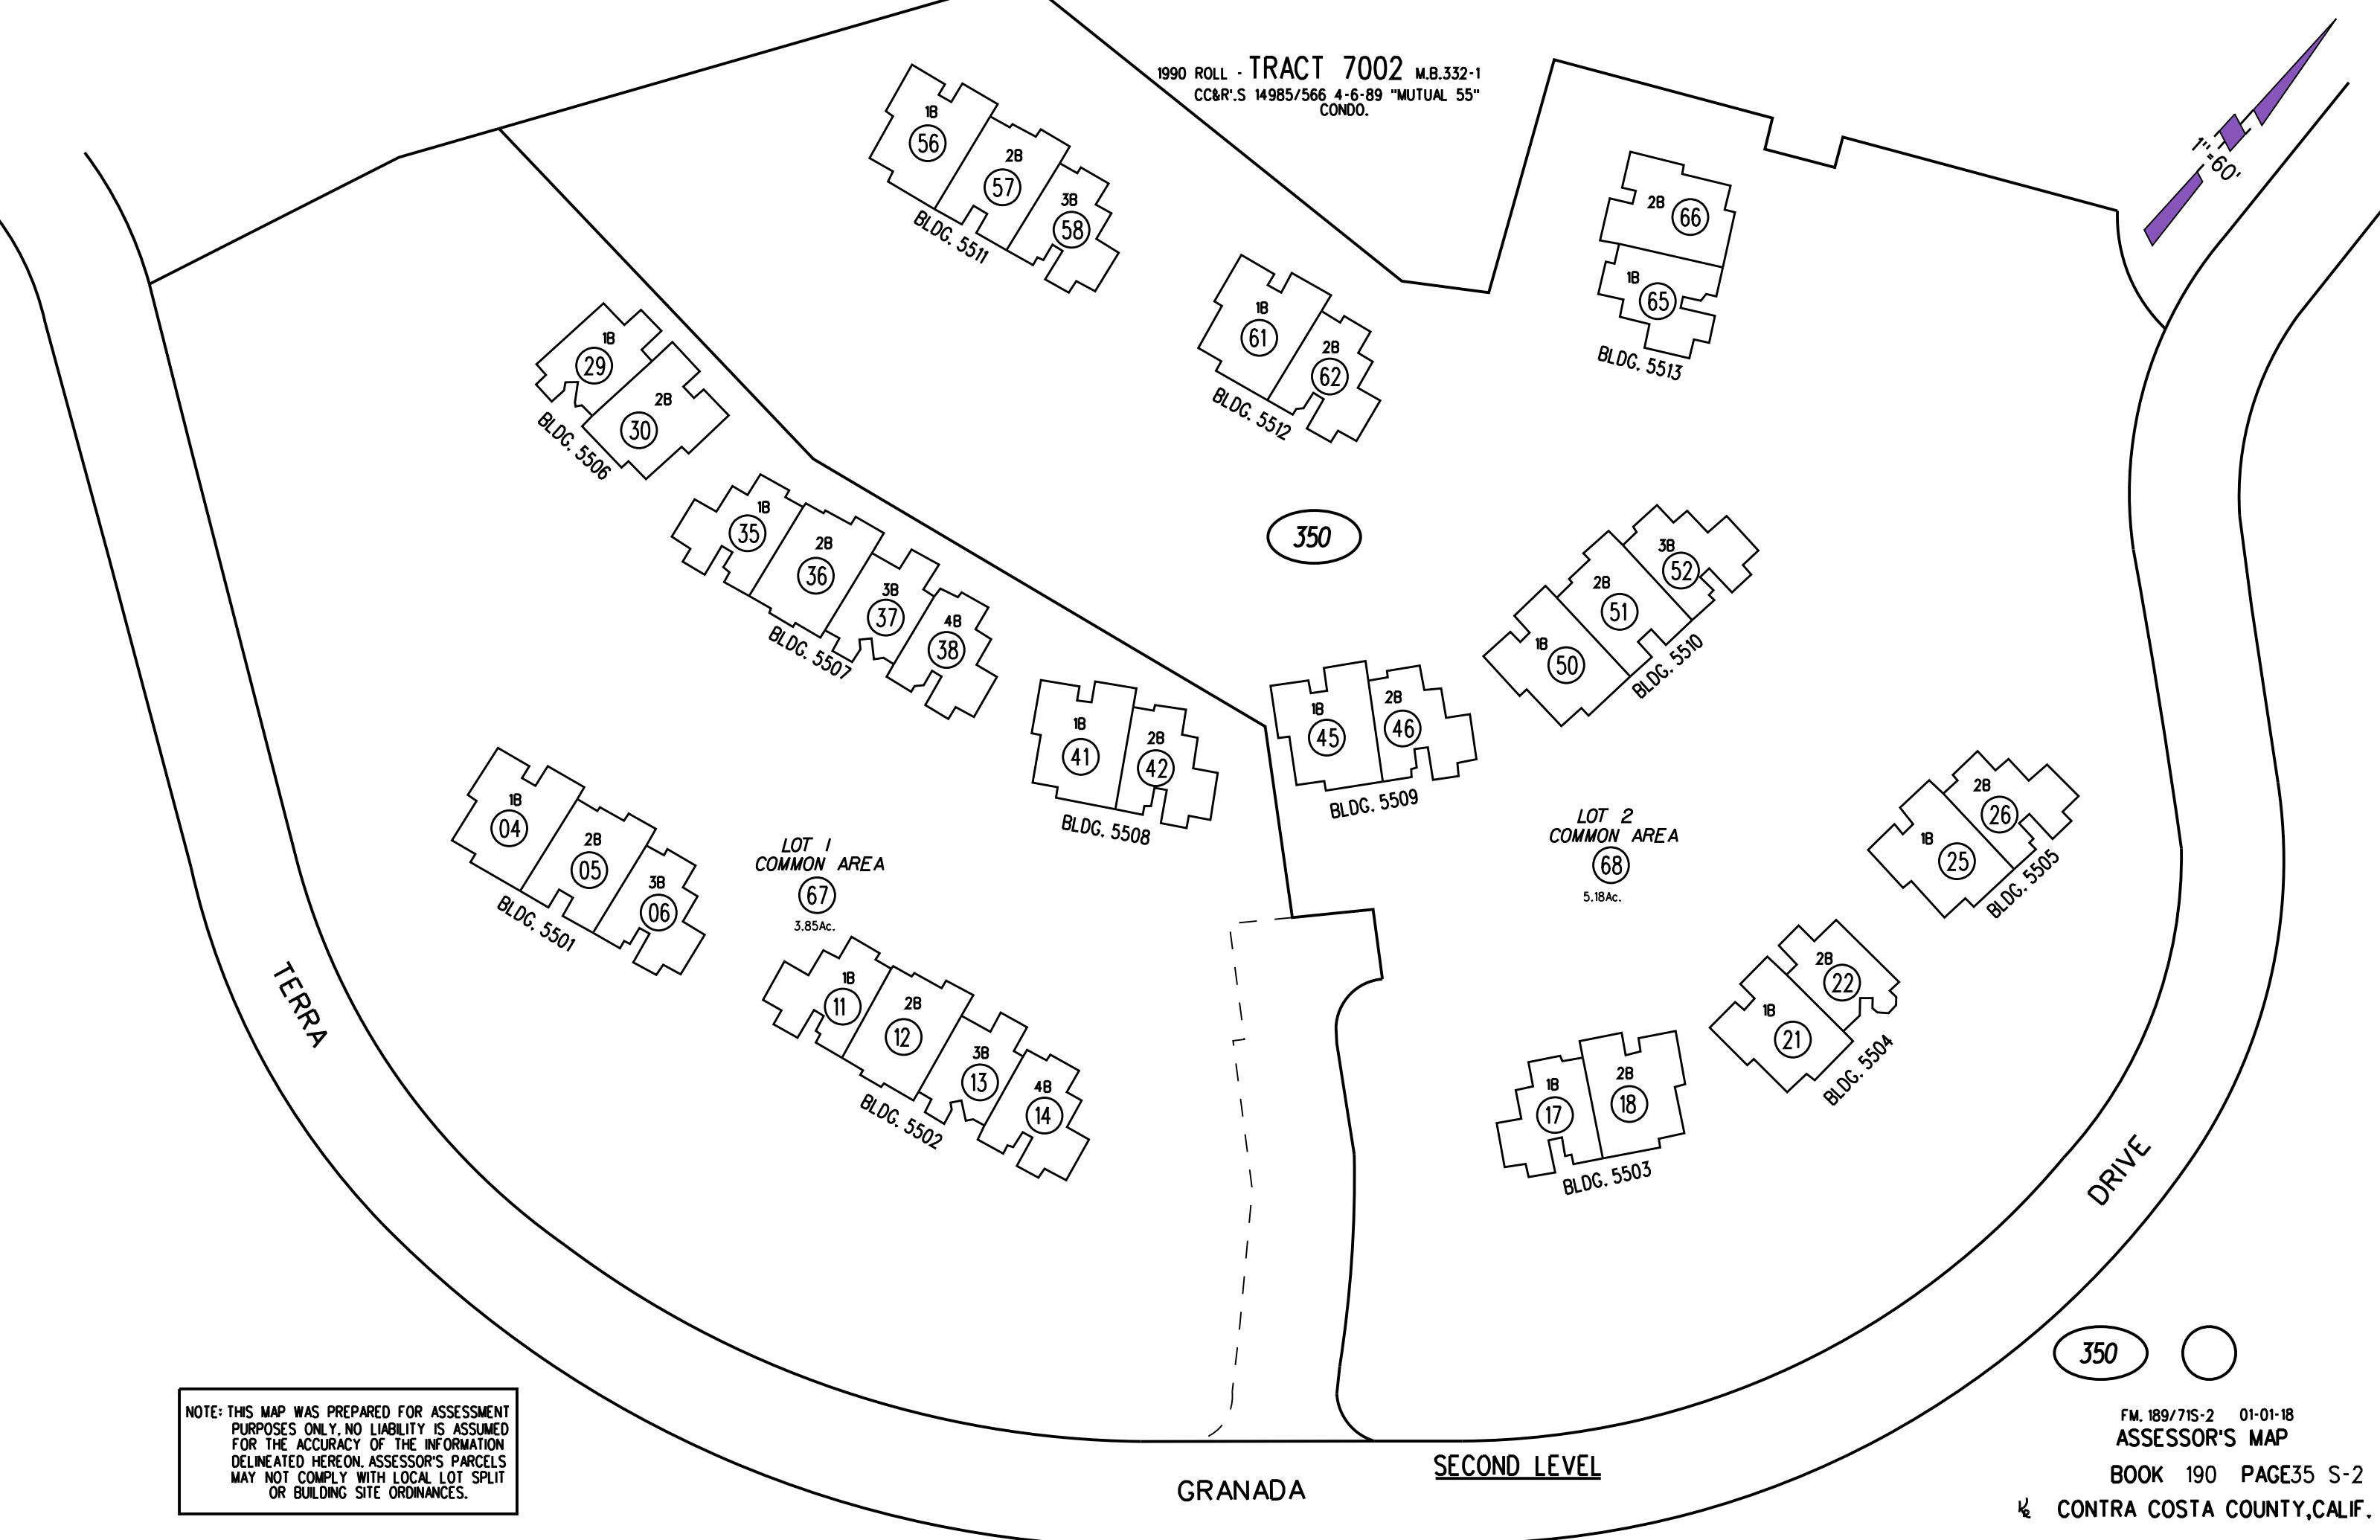 1990 ROLL - TRACT 7002 M.B.332-1
CC&R'.S 14985/566 4-6-89 "MUTUAL 55"
CONDO.
1"=60'
1B
56
2B
57
3B
58
BLDG. 5511
2B
66
1B
65
BLDG. 5513
1B
61
2B
62
BLDG. 5512
1B
29
2B
30
BLDG. 5506
1B
35
2B
36
3B
37
4B
38
BLDG. 5507
350
3B
52
2B
51
1B
50
BLDG. 5510
1B
41
2B
42
BLDG. 5508
1B
45
2B
46
BLDG. 5509
1B
04
2B
05
3B
06
BLDG. 5501
LOT 1
COMMON AREA
67
3.85Ac.
LOT 2
COMMON AREA
68
5.18Ac.
2B
26
1B
25
BLDG. 5505
1B
11
2B
12
3B
13
4B
14
BLDG. 5502
2B
22
1B
21
BLDG. 5504
1B
17
2B
18
BLDG. 5503
TERRA
GRANADA
DRIVE
SECOND LEVEL
NOTE: THIS MAP WAS PREPARED FOR ASSESSMENT
PURPOSES ONLY. NO LIABILITY IS ASSUMED
FOR THE ACCURACY OF THE INFORMATION
DELINEATED HEREON. ASSESSOR'S PARCELS
MAY NOT COMPLY WITH LOCAL LOT SPLIT
OR BUILDING SITE ORDINANCES.
350
FM. 189/71S-2 01-01-18
ASSESSOR'S MAP
BOOK 190 PAGE35 S-2
CONTRA COSTA COUNTY,CALIF.